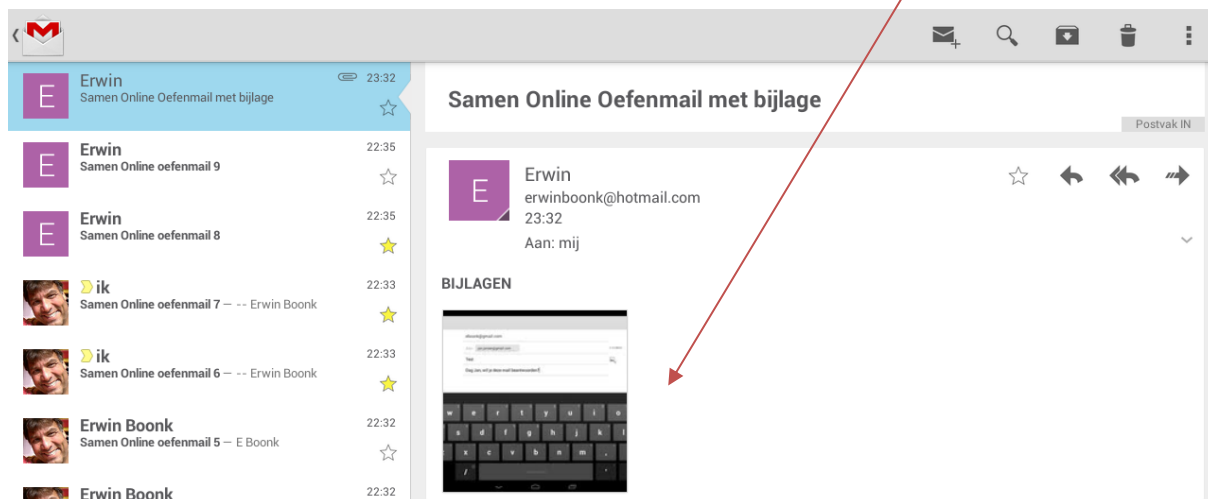 E
Erwin
23:32
Samen Online Oefenmail met bijlage
E
Erwin
22:35
Samen Online oefenmail 9
E
Erwin
22:35
Samen Online oefenmail 8
ik
22:33
Samen Online oefenmail 7 – -- Erwin Boonk
ik
22:33
Samen Online oefenmail 6 – -- Erwin Boonk
Erwin Boonk
22:32
Samen Online oefenmail 5 – E Boonk
Erwin Boonk
22:32
Samen Online Oefenmail met bijlage
Postvak IN
E
Erwin
erwinboonk@hotmail.com
23:32
Aan: mij
BIJLAGEN
Test
w e r t y u i o
s d f g h j k l
x c v b n m ,
/